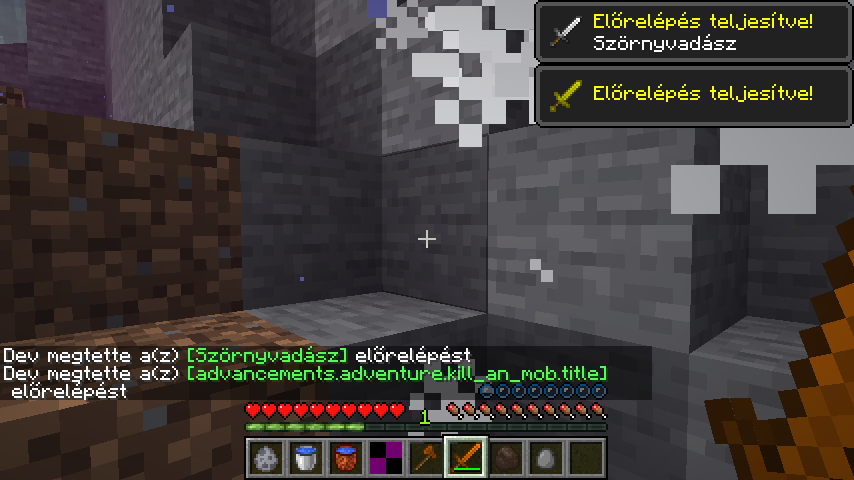 Előrelépés teljesítve!
Szörnyvadász
Előrelépés teljesítve!
Dev megtette a(z) [Szörnyvadász] előrelépést
Dev megtette a(z) [advancements.adventure.kill_an_mob.title]
előrelépést
1